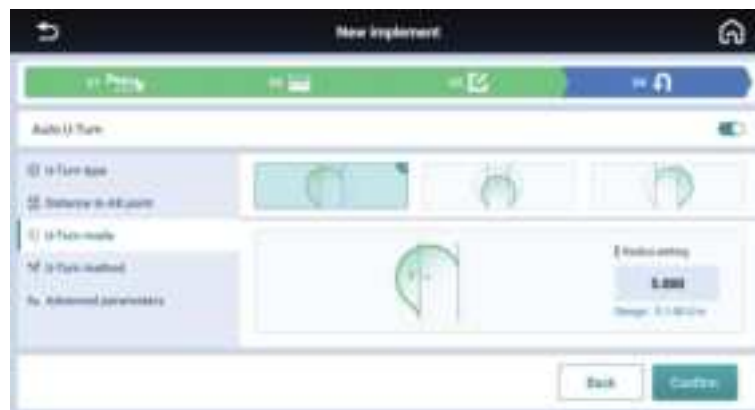 New implement
Auto U Turn
U-Turn type
Distance to AB point
U-Turn mode
U-Turn method
Advanced parameters
Radius setting
5.000
Back
Confirm